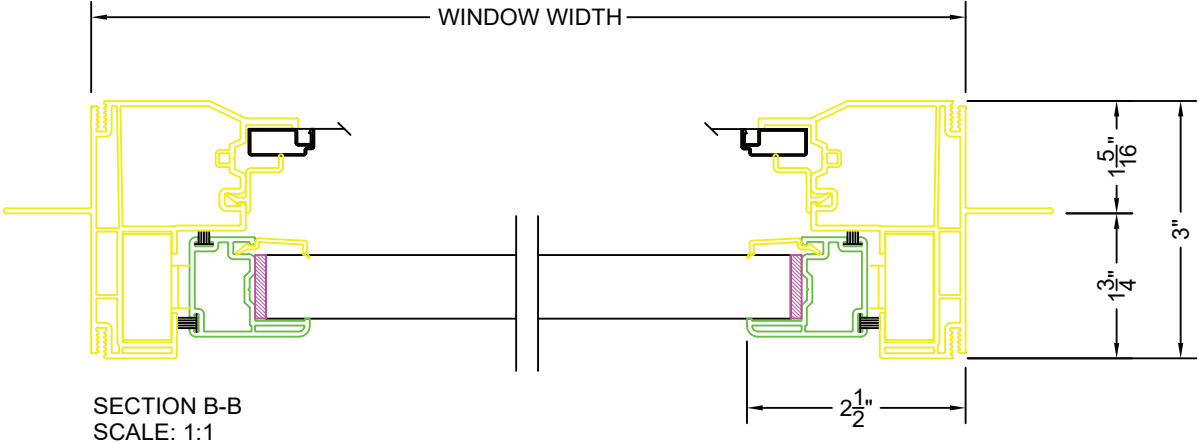 WINDOW WIDTH
1 5/16"
3"
1 3/4"
2 1/2"
SECTION B-B
SCALE: 1:1